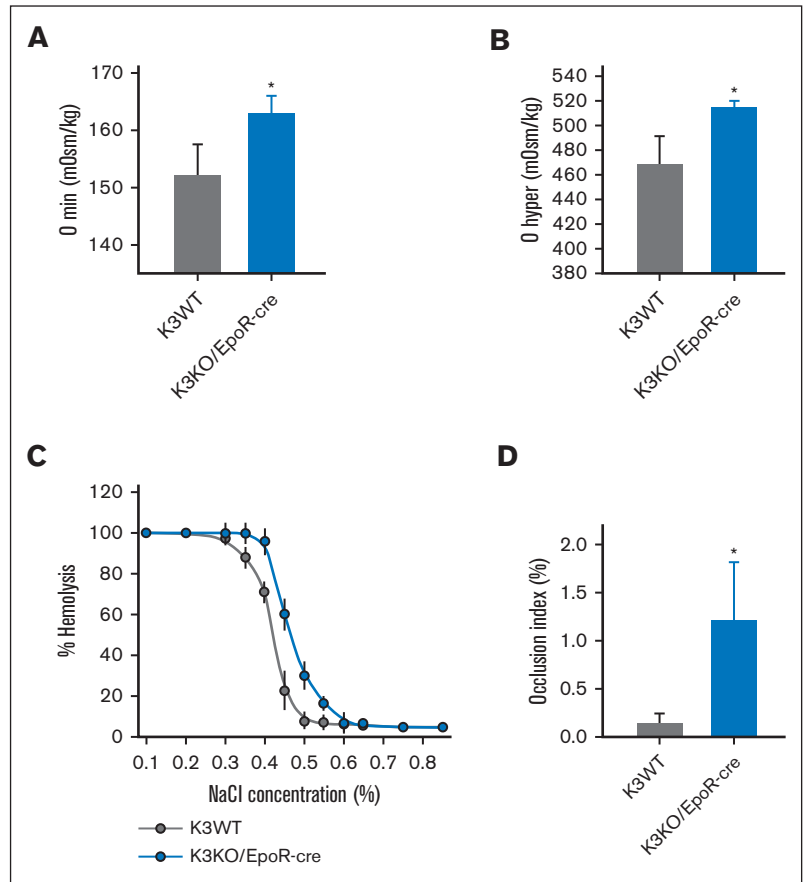 A
O min (mOsm/kg)
170
160
150
140
*
K3WT
K3KO/EpoR-cre
B
O hyper (mOsm/kg)
540
520
500
480
460
440
420
400
380
*
K3WT
K3KO/EpoR-cre
C
% Hemolysis
120
100
80
60
40
20
0
0.1 0.2 0.3 0.4 0.5 0.6 0.7 0.8
NaCl concentration (%)
K3WT
K3KO/EpoR-cre
D
Occlusion index (%)
2.0
1.5
1.0
0.5
0.0
*
K3WT
K3KO/EpoR-cre